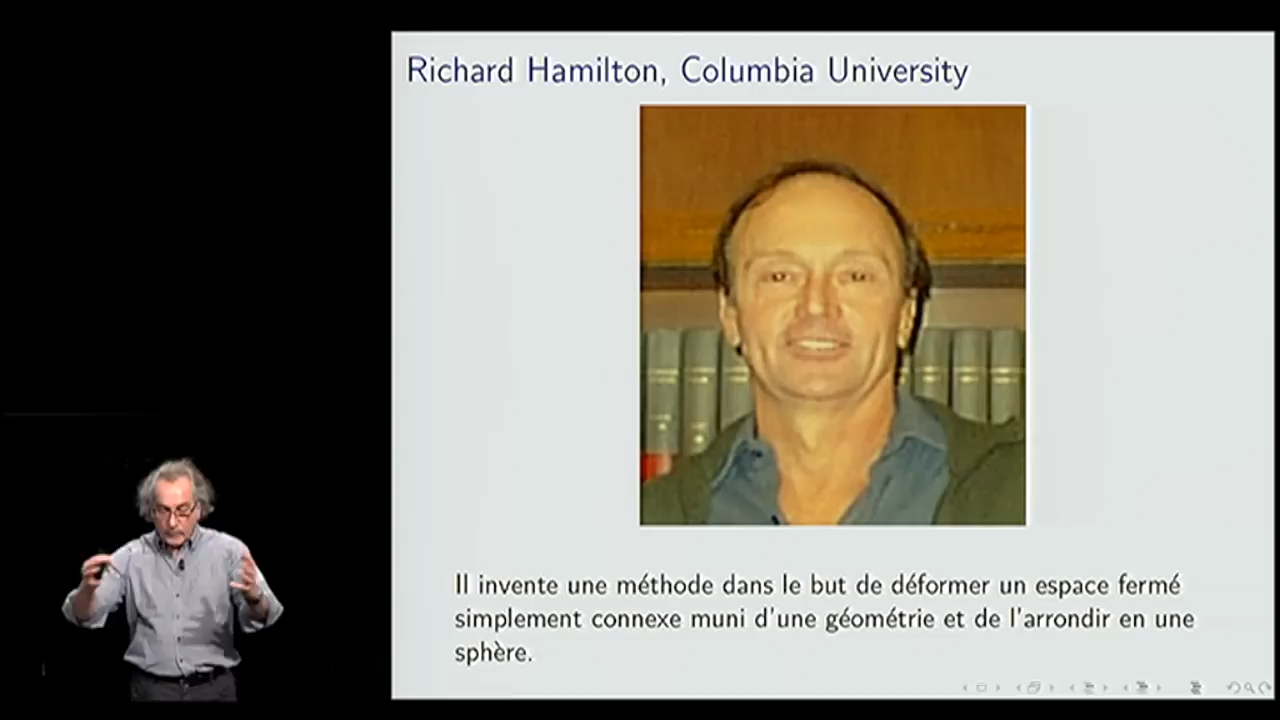 Richard Hamilton, Columbia University
Il invente une méthode dans le but de déformer un espace fermé
simplement connexe muni d'une géométrie et de l'arrondir en une
sphère.